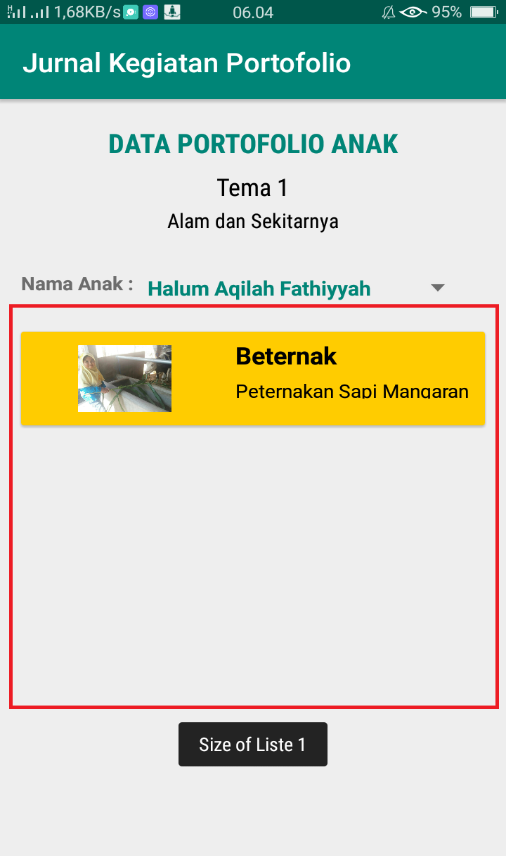 1,68KB/s 06.04 95%
Jurnal Kegiatan Portofolio
DATA PORTOFOLIO ANAK
Tema 1
Alam dan Sekitarnya
Nama Anak : Halum Aqilah Fathiyyah
Beternak
Peternakan Sapi Mangaran
Size of Liste 1